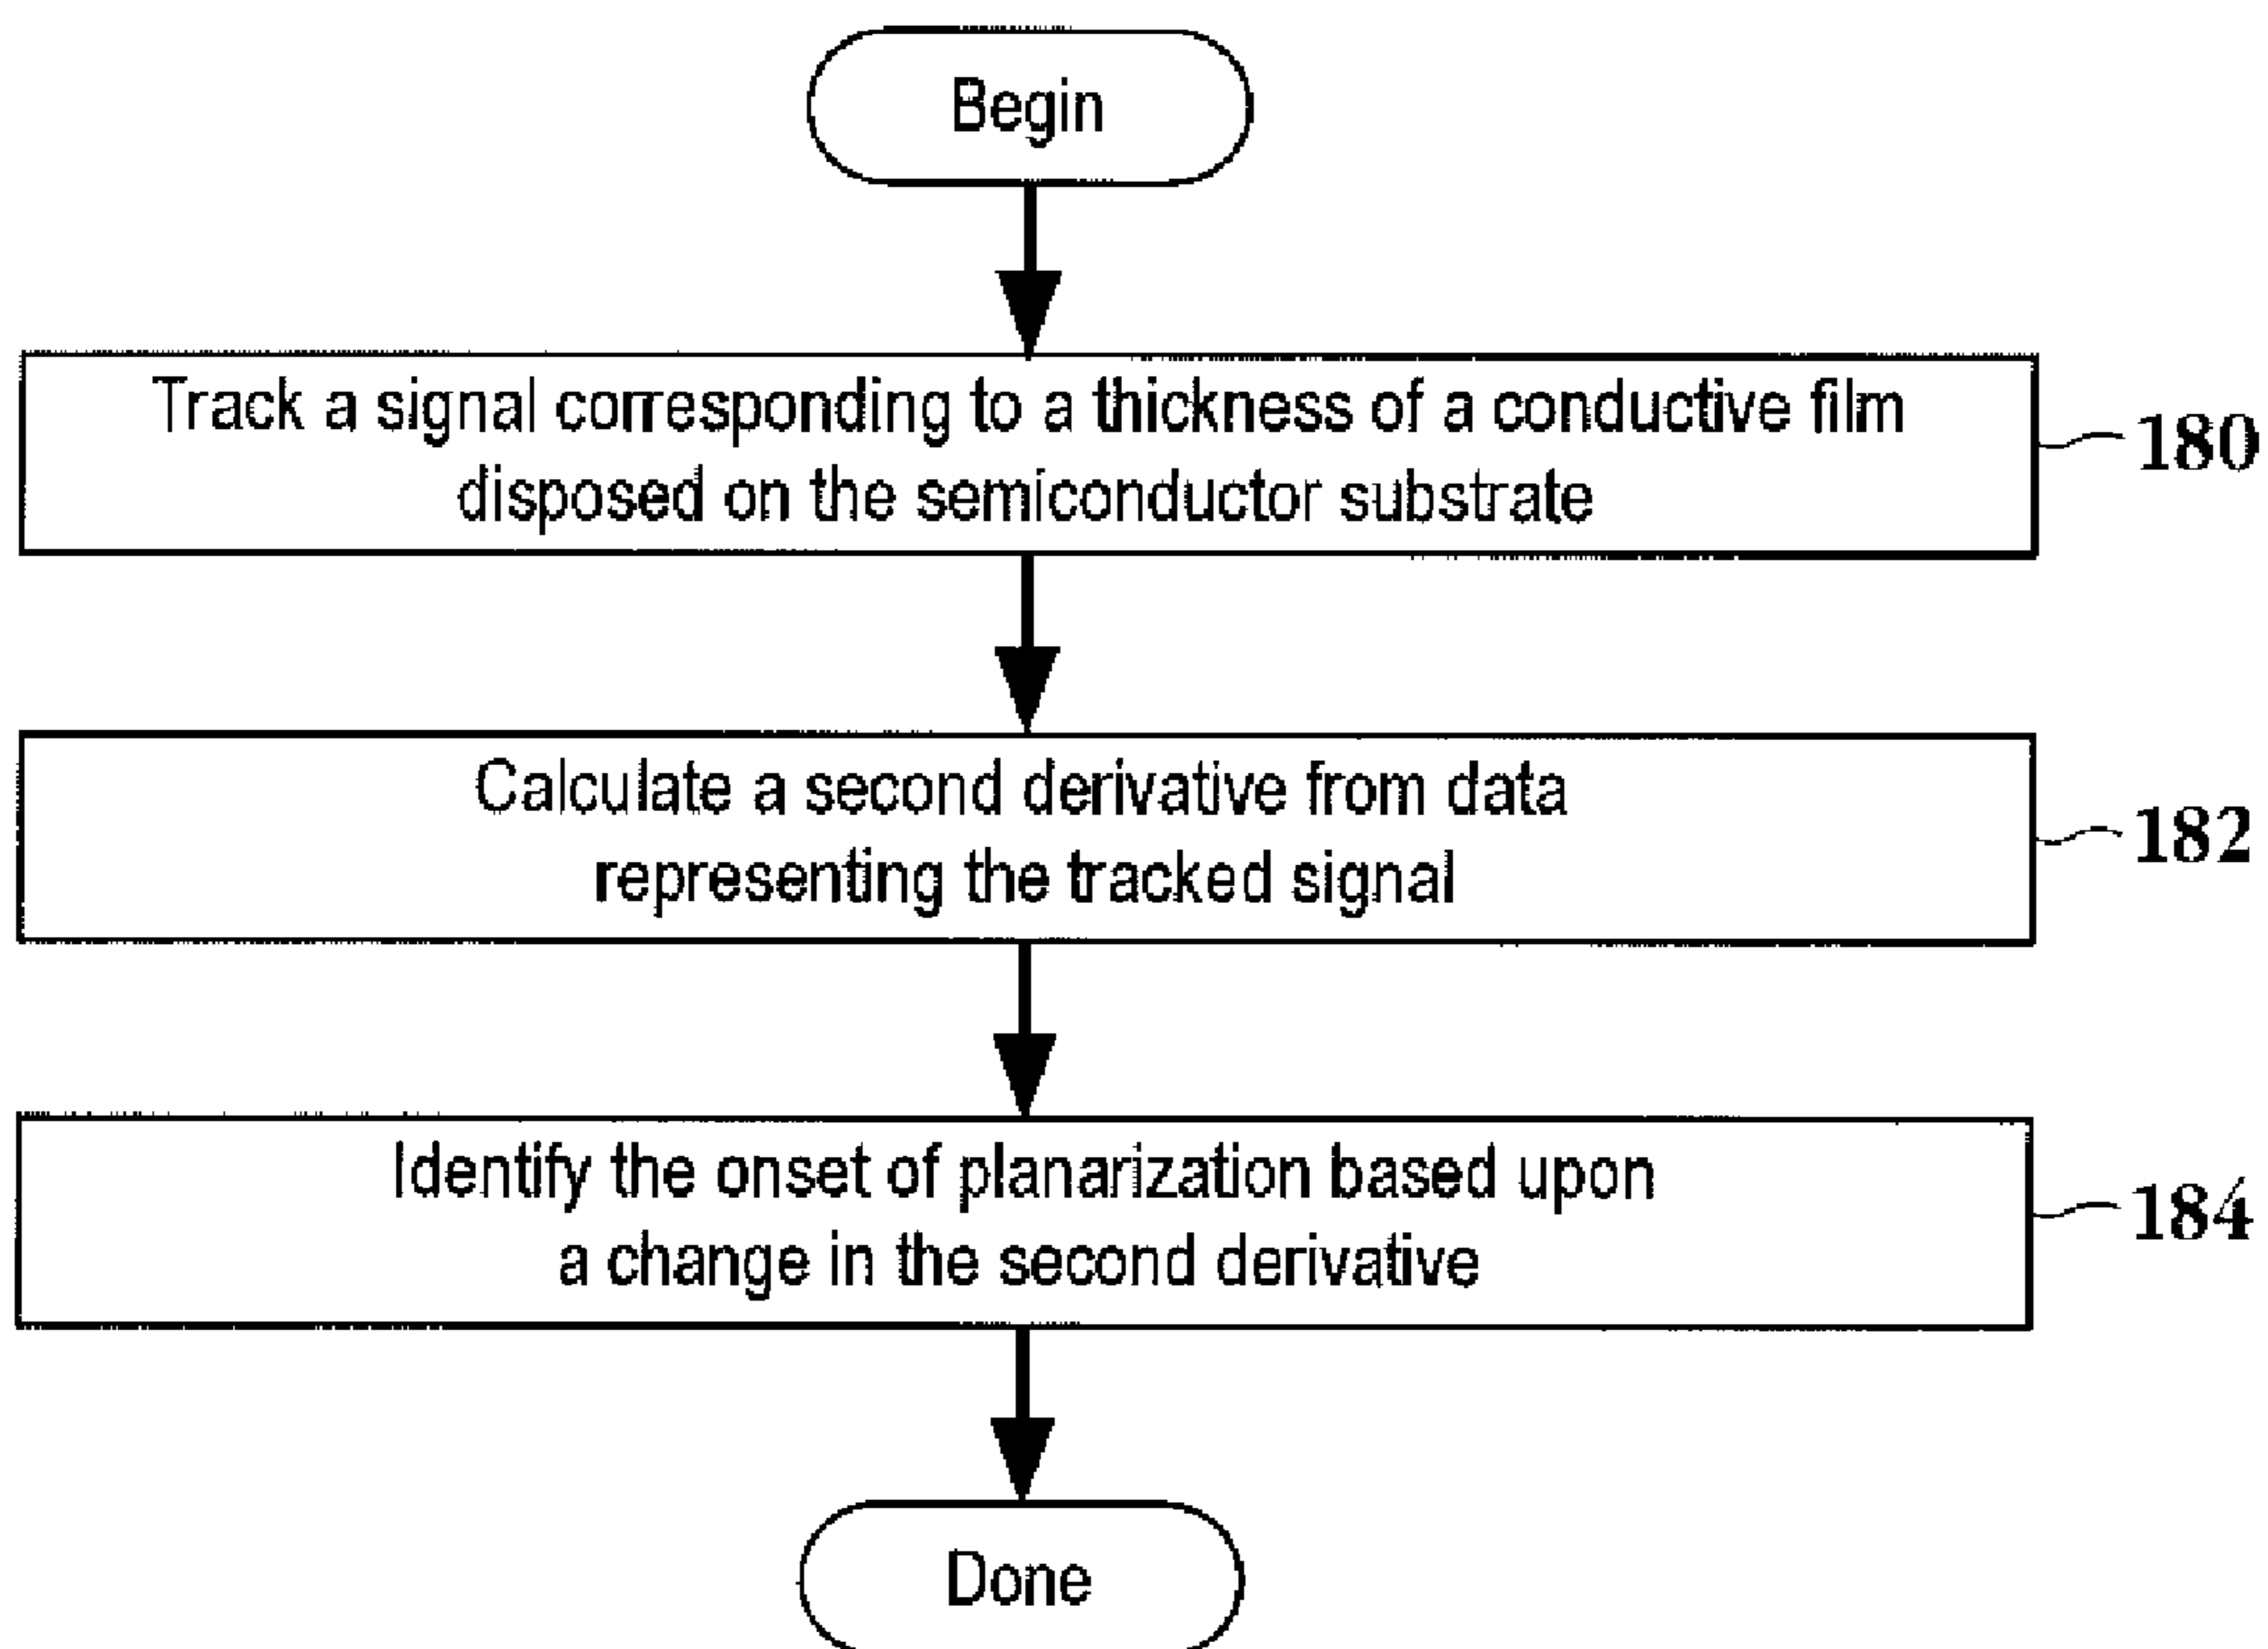 Begin
Track a signal corresponding to a thickness of a conductive film
disposed on the semiconductor substrate
180
Calculate a second derivative from data
representing the tracked signal
182
Identify the onset of planarization based upon
a change in the second derivative
184
Done